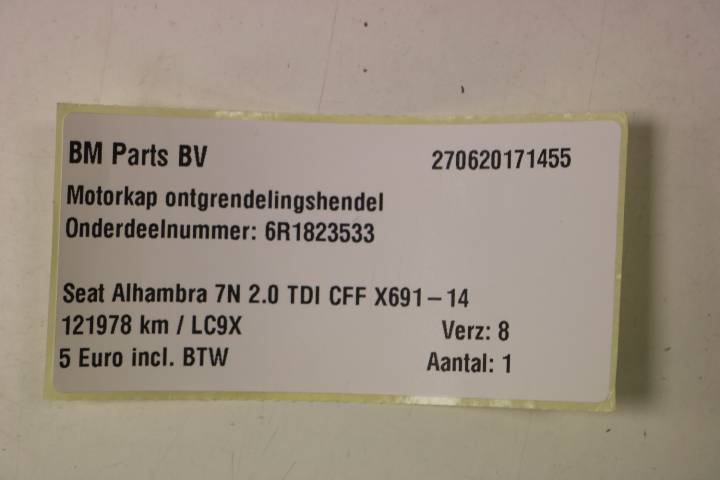 BM Parts BV 270620171455
Motorkap ontgrendelingshendel
Onderdeelnummer: 6R1823533
Seat Alhambra 7N 2.0 TDI CFF X691-14
121978 km / LC9X Verz: 8
5 Euro incl. BTW Aantal: 1